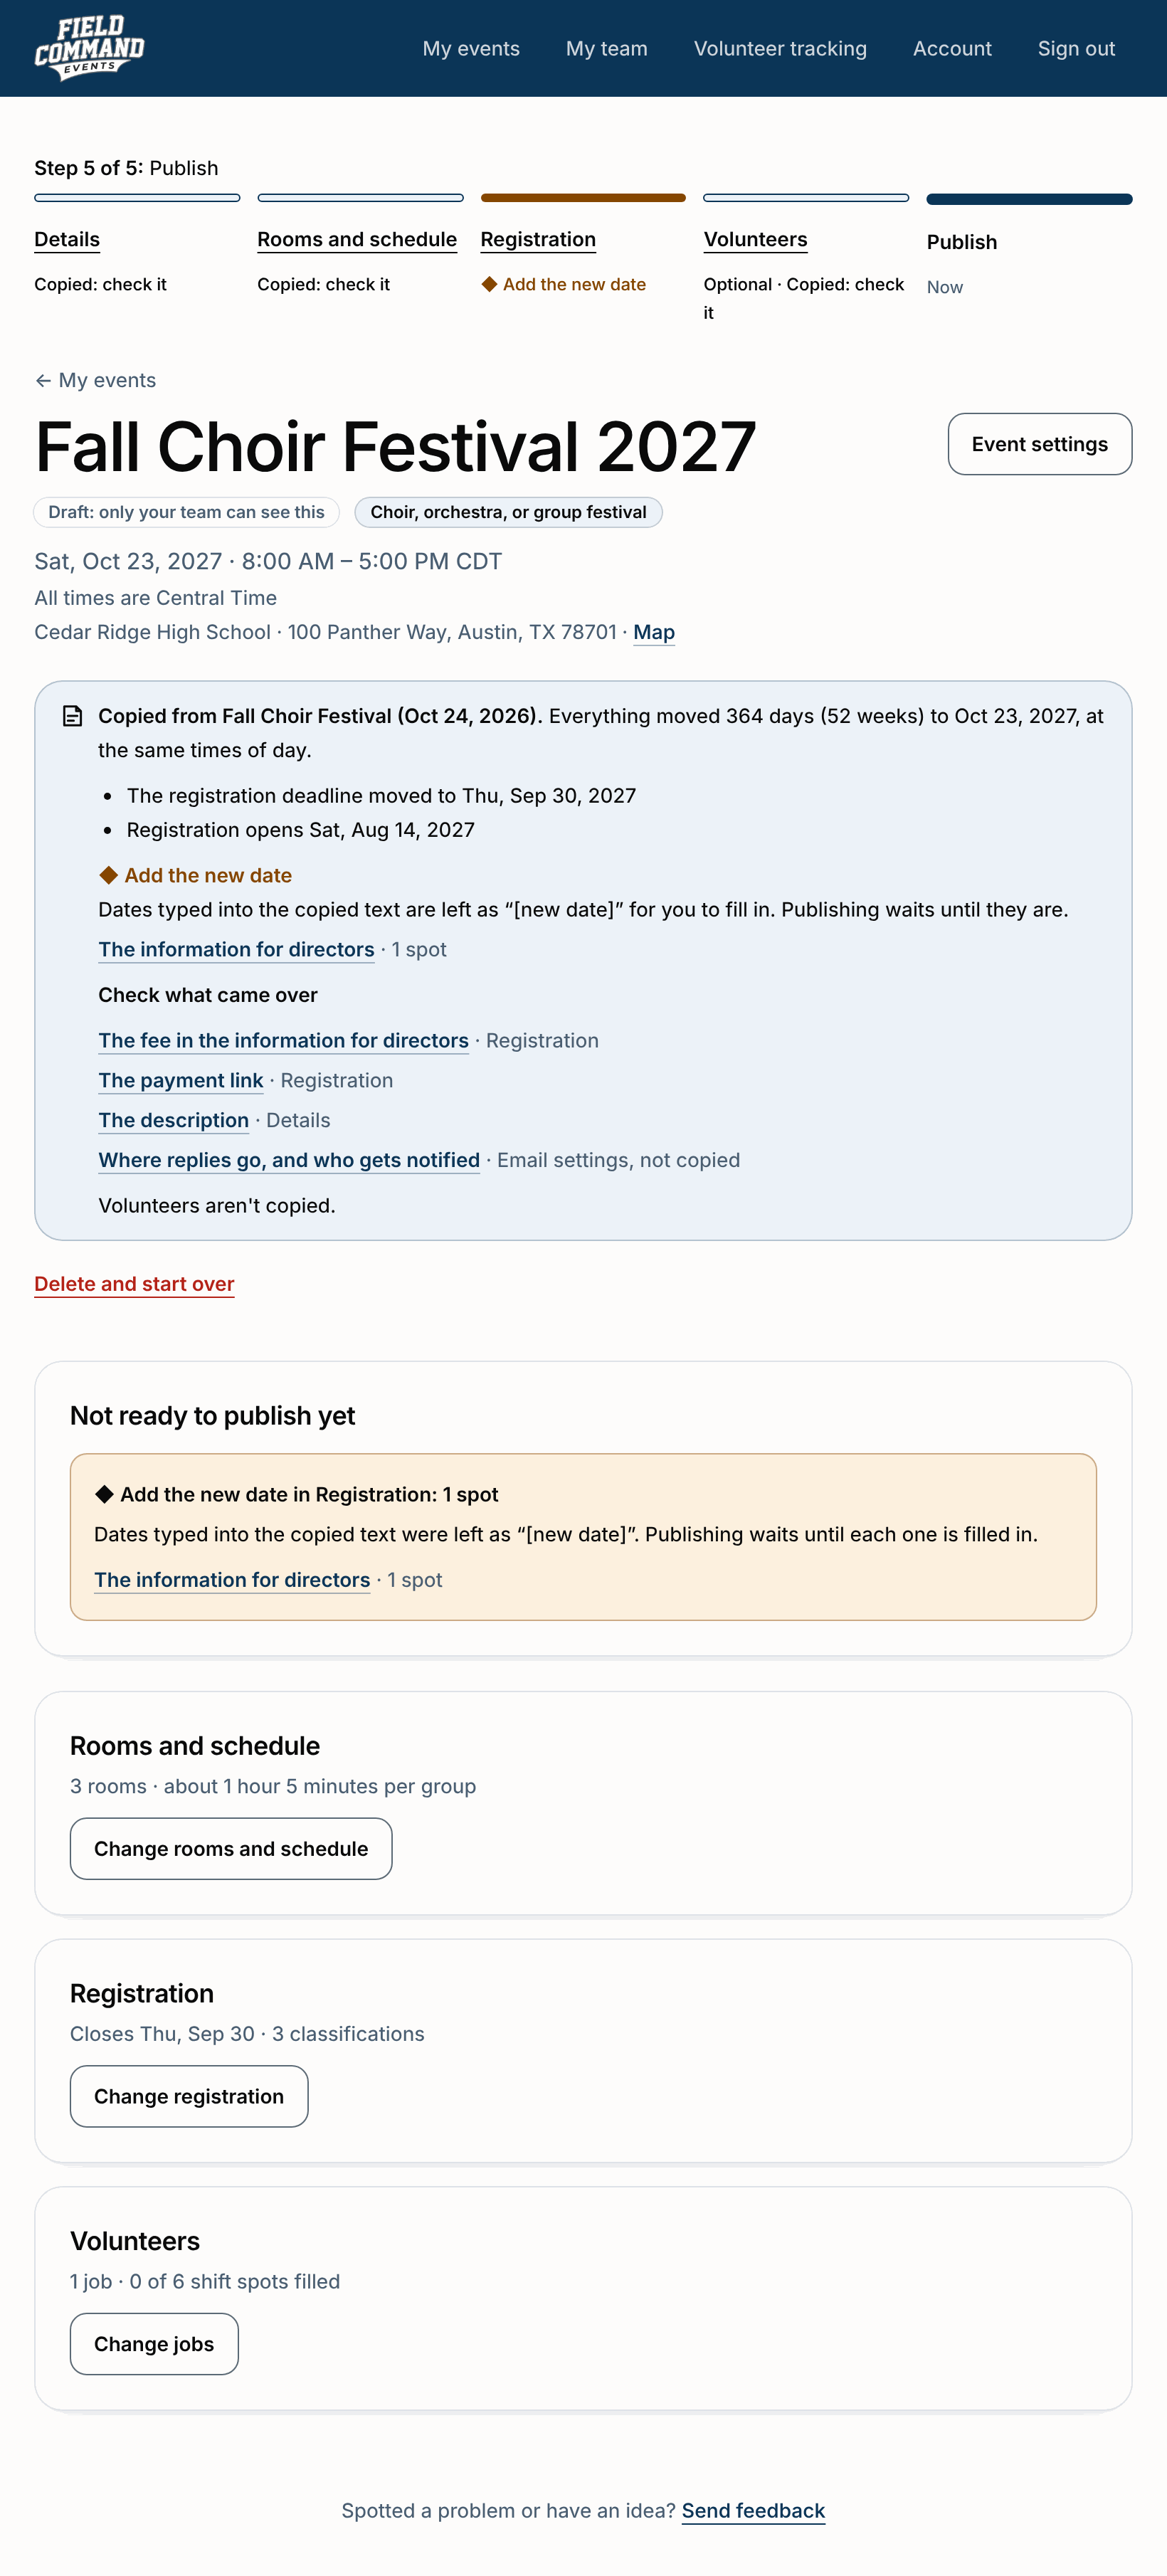 FIELD
COMMAND
EVENTS
My events
My team
Volunteer tracking
Account
Sign out
Step 5 of 5: Publish
Details
Copied: check it
Rooms and schedule
Copied: check it
Registration
◆ Add the new date
Volunteers
Optional · Copied: check
it
Publish
Now
← My events
Fall Choir Festival 2027
Event settings
Draft: only your team can see this
Choir, orchestra, or group festival
Sat, Oct 23, 2027 · 8:00 AM – 5:00 PM CDT
All times are Central Time
Cedar Ridge High School · 100 Panther Way, Austin, TX 78701 · Map
Copied from Fall Choir Festival (Oct 24, 2026). Everything moved 364 days (52 weeks) to Oct 23, 2027, at
the same times of day.
• The registration deadline moved to Thu, Sep 30, 2027
• Registration opens Sat, Aug 14, 2027
◆ Add the new date
Dates typed into the copied text are left as “[new date]” for you to fill in. Publishing waits until they are.
The information for directors · 1 spot
Check what came over
The fee in the information for directors · Registration
The payment link · Registration
The description · Details
Where replies go, and who gets notified · Email settings, not copied
Volunteers aren't copied.
Delete and start over
Not ready to publish yet
◆ Add the new date in Registration: 1 spot
Dates typed into the copied text were left as “[new date]”. Publishing waits until each one is filled in.
The information for directors · 1 spot
Rooms and schedule
3 rooms · about 1 hour 5 minutes per group
Change rooms and schedule
Registration
Closes Thu, Sep 30 · 3 classifications
Change registration
Volunteers
1 job · 0 of 6 shift spots filled
Change jobs
Spotted a problem or have an idea? Send feedback